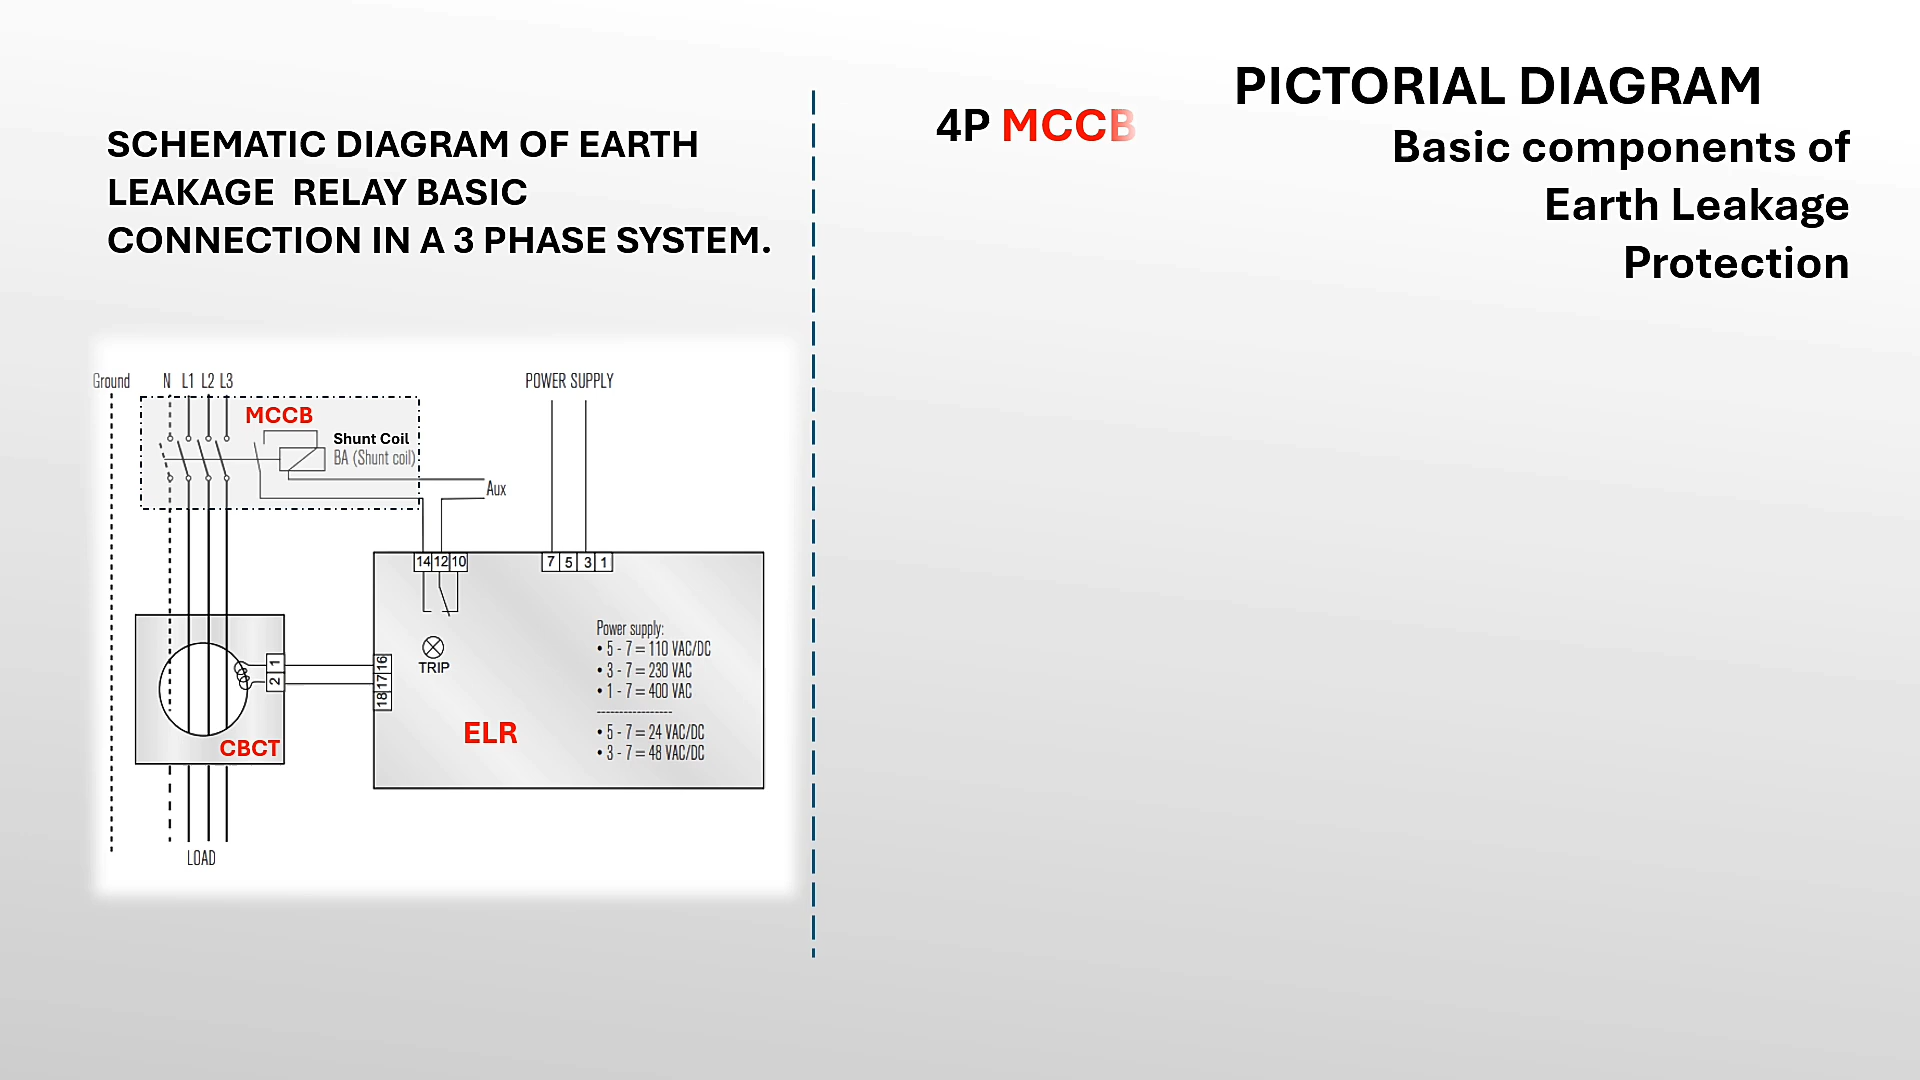 SCHEMATIC DIAGRAM OF EARTH
LEAKAGE RELAY BASIC
CONNECTION IN A 3 PHASE SYSTEM.
Ground
N L1 L2 L3
MCCB
Shunt Coil
BA (Shunt coil)
Aux
POWER SUPPLY
14 12 10
7 5 3 1
TRIP
1
2
16
17
18
CBCT
ELR
Power supply:
• 5 - 7 = 110 VAC/DC
• 3 - 7 = 230 VAC
• 1 - 7 = 400 VAC
-----------------
• 5 - 7 = 24 VAC/DC
• 3 - 7 = 48 VAC/DC
LOAD
4P MCCB
PICTORIAL DIAGRAM
Basic components of
Earth Leakage
Protection